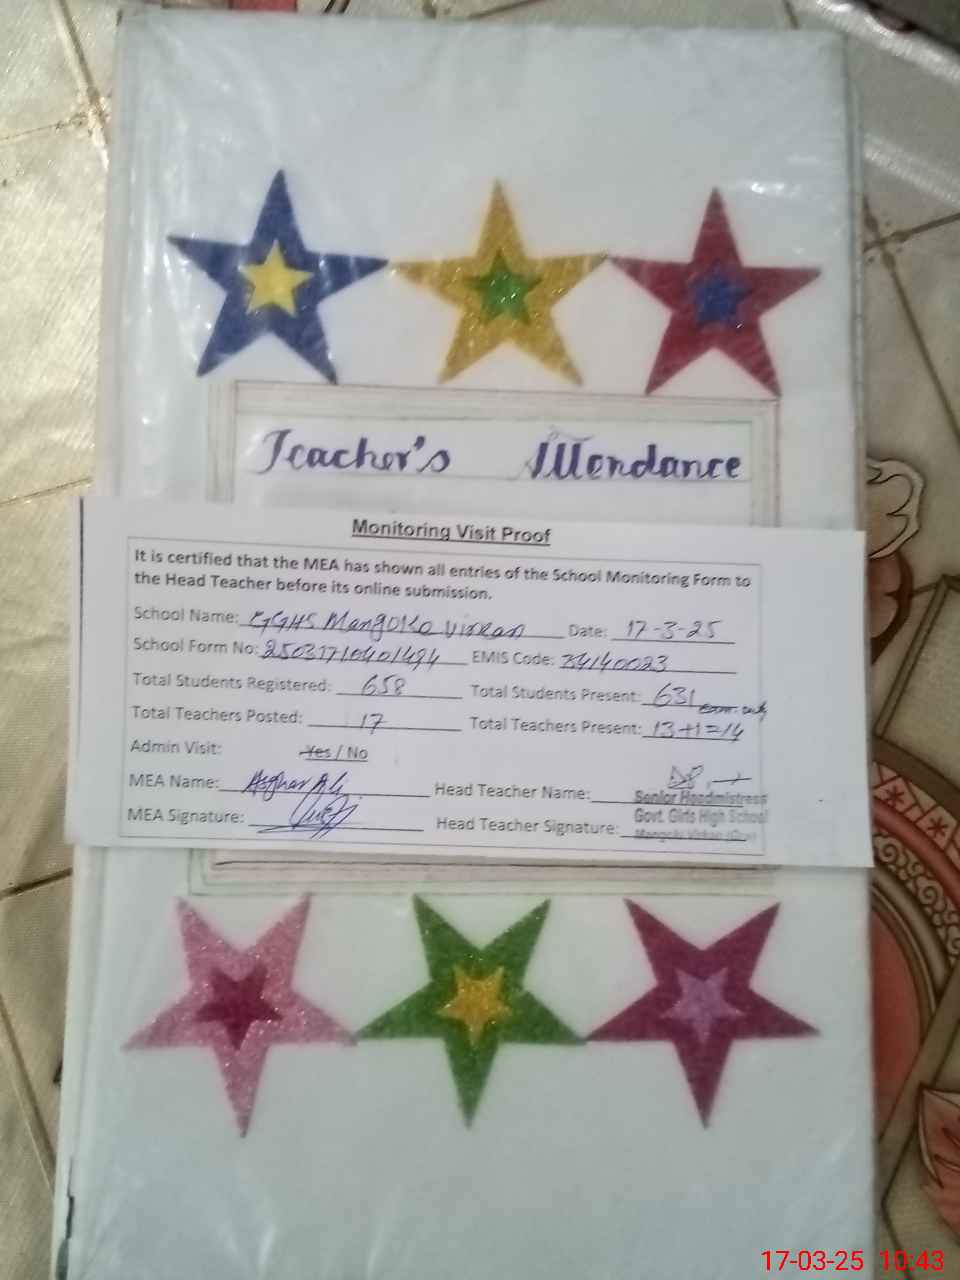 Teacher's Attendance
Monitoring Visit Proof
It is certified that the MEA has shown all entries of the School Monitoring Form to
the Head Teacher before its online submission.
School Name: GGHS Mangoke Virkan Date: 17-3-25
School Form No: 25031710401494 EMIS Code: 34140023
Total Students Registered: 658 Total Students Present: 631
Total Teachers Posted: 17 Total Teachers Present: 13+1=14
Admin Visit: Yes / No
MEA Name: Asghar Ali Head Teacher Name:
Senior Headmistress
Govt. Girls High School
MEA Signature: Head Teacher Signature:
17-03-25 10:43